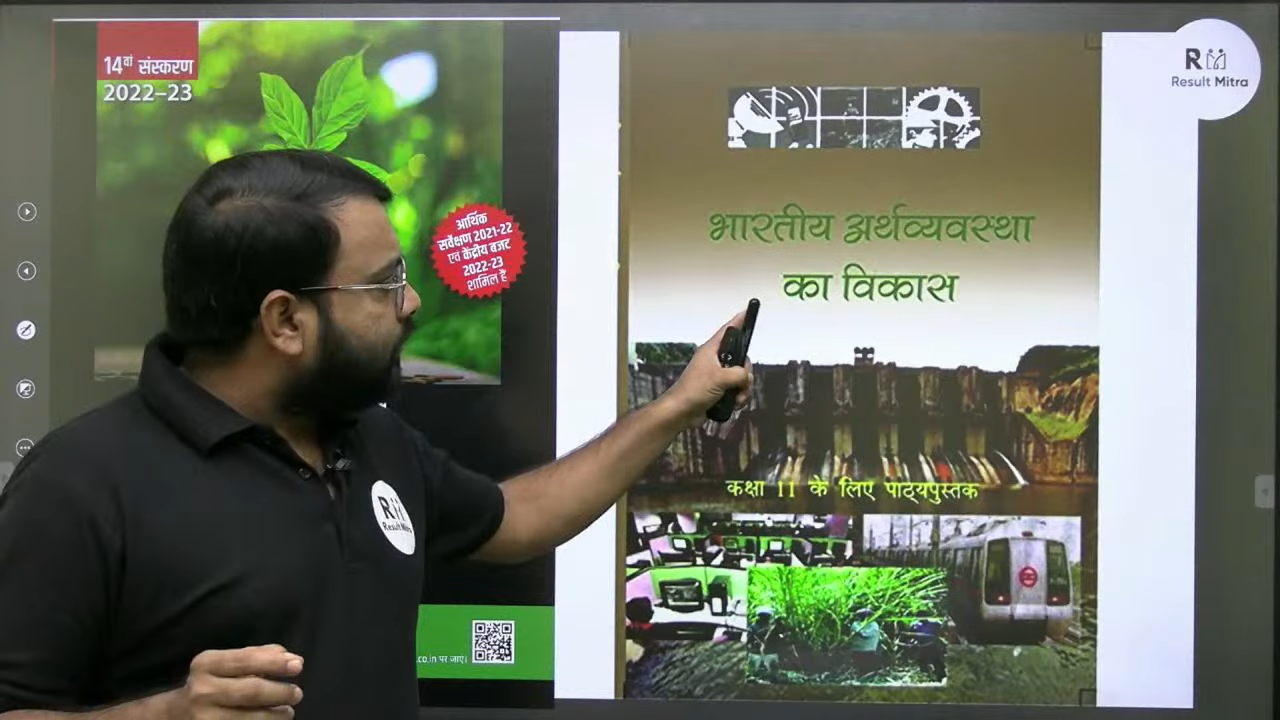 14वां संस्करण
2022–23
आर्थिक
सर्वेक्षण 2021-22
एवं केंद्रीय बजट
2022-23
शामिल हैं
.co.in पर जाएं।
भारतीय अर्थव्यवस्था
का विकास
कक्षा 11 के लिए पाठ्यपुस्तक
R
Result Mitra
R
Result Mitra